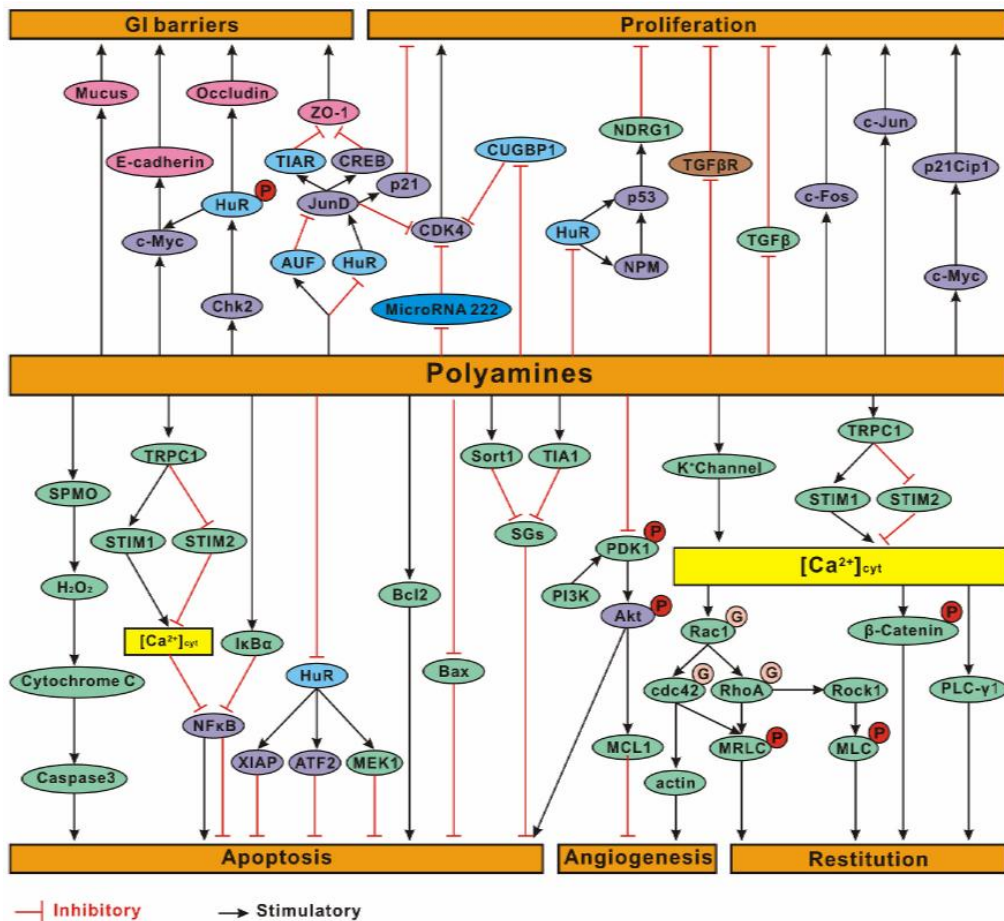 GI barriers Proliferation
Mucus Occludin
ZO-1
NDRG1 c-Jun
E-cadherin TIAR CREB CUGBP1 TGFβR p21Cip1
HuR P p21 p53 c-Fos
JunD
c-Myc CDK4 HuR TGFβ
AUF HuR NPM c-Myc
Chk2 MicroRNA 222
Polyamines
TRPC1 Sort1 TIA1 K⁺Channel TRPC1
SPMO STIM1 STIM2
STIM1 STIM2 SGs PDK1 P
H₂O₂ Bcl2 PI3K [Ca²⁺]cyt
Akt P Rac1 G β-Catenin P
[Ca²⁺]cyt IκBα
Cytochrome C HuR Bax cdc42 G RhoA G Rock1 PLC-γ1
NFκB
XIAP ATF2 MEK1 MCL1 MRLC P MLC P
Caspase3 actin
Apoptosis Angiogenesis Restitution
Inhibitory Stimulatory